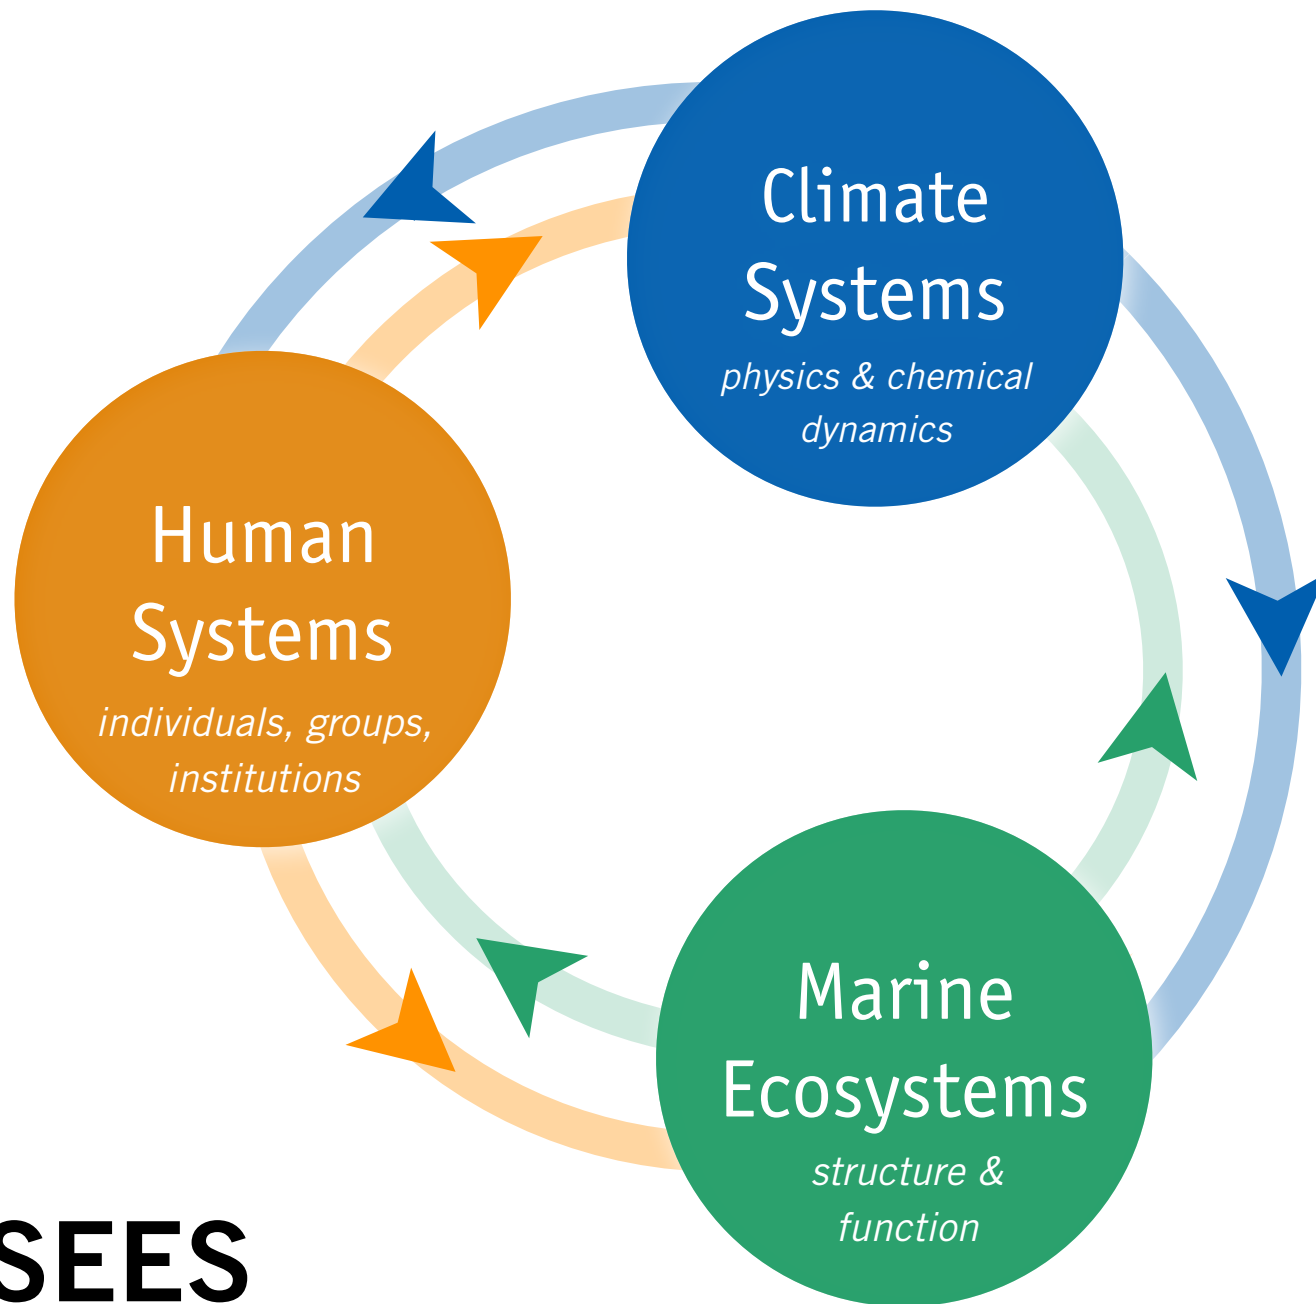 Climate
Systems
physics & chemical
dynamics
Human
Systems
individuals, groups,
institutions
Marine
Ecosystems
structure &
function
SEES